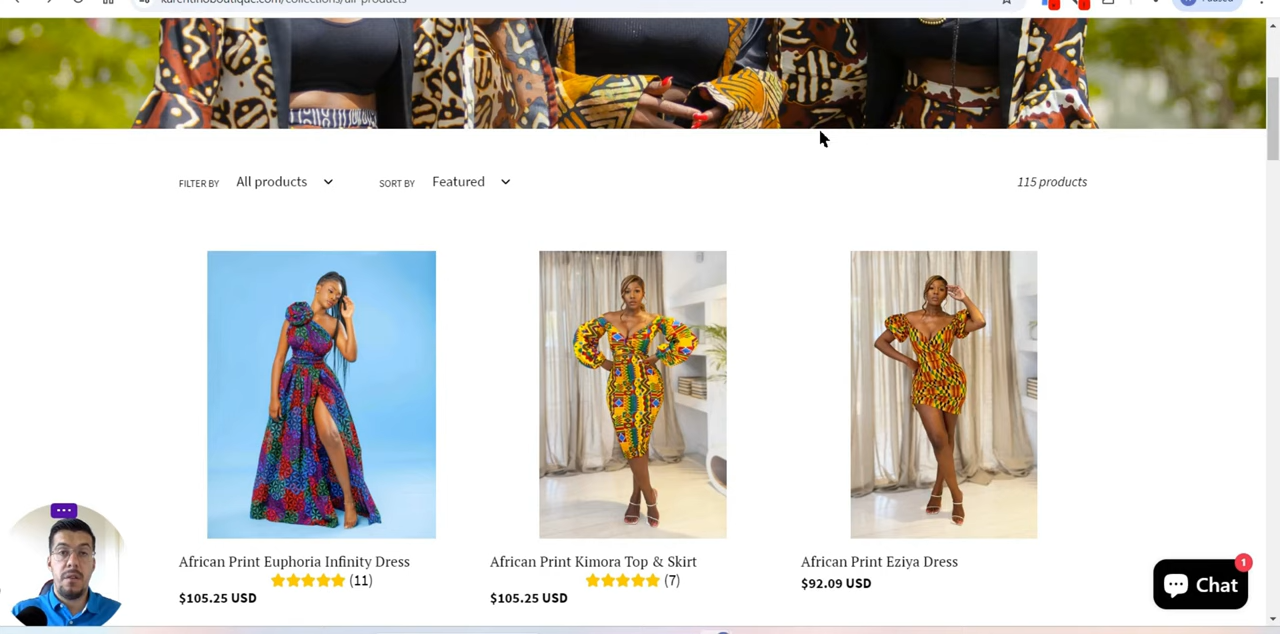 FILTER BY All products SORT BY Featured 115 products
African Print Euphoria Infinity Dress
(11)
$105.25 USD
African Print Kimora Top & Skirt
(7)
$105.25 USD
African Print Eziya Dress
$92.09 USD
Chat
1